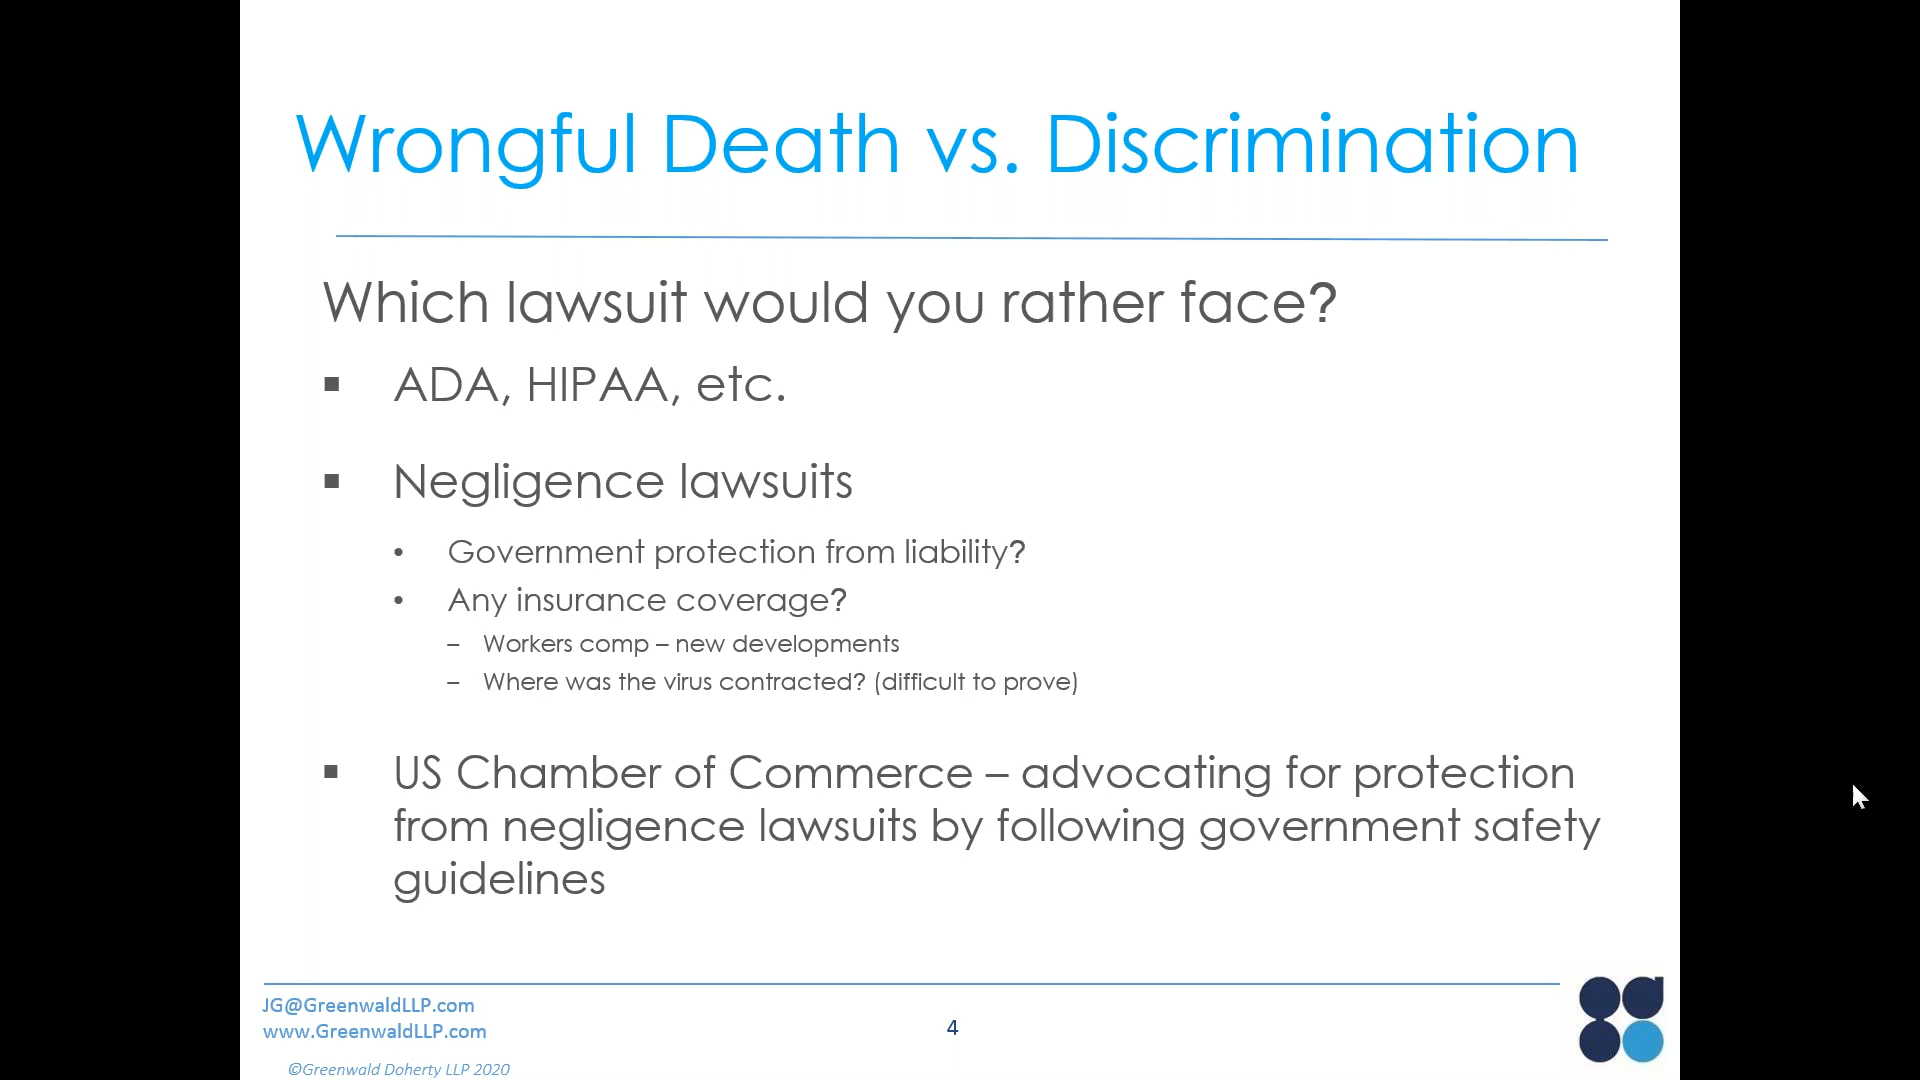 Wrongful Death vs. Discrimination
Which lawsuit would you rather face?
▪ ADA, HIPAA, etc.
▪ Negligence lawsuits
• Government protection from liability?
• Any insurance coverage?
– Workers comp – new developments
– Where was the virus contracted? (difficult to prove)
▪ US Chamber of Commerce – advocating for protection
from negligence lawsuits by following government safety
guidelines
JG@GreenwaldLLP.com
www.GreenwaldLLP.com
4
©Greenwald Doherty LLP 2020